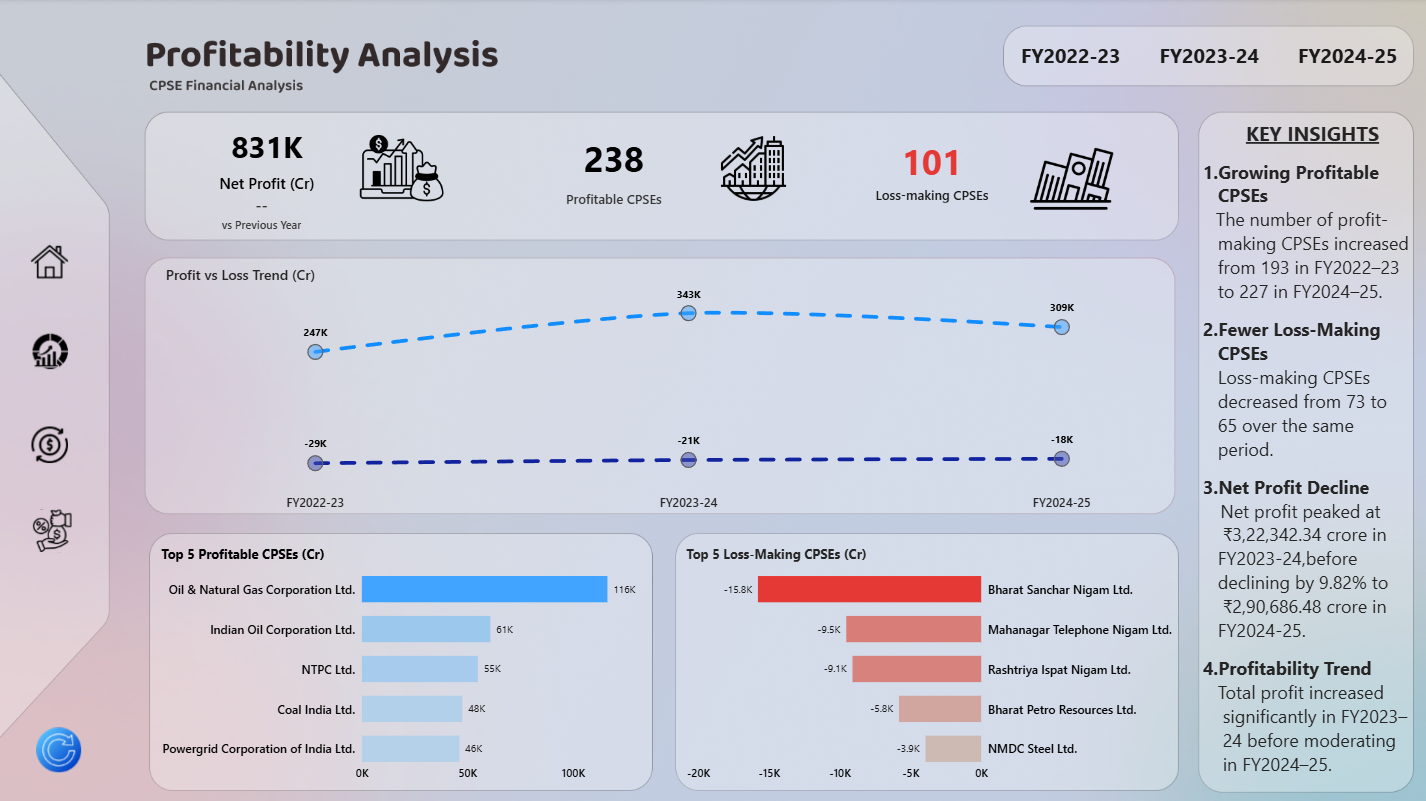 Profitability Analysis
CPSE Financial Analysis
FY2022-23 FY2023-24 FY2024-25
831K
Net Profit (Cr)
--
vs Previous Year
238
Profitable CPSEs
101
Loss-making CPSEs
Profit vs Loss Trend (Cr)
247K
343K
309K
-29K
-21K
-18K
FY2022-23
FY2023-24
FY2024-25
Top 5 Profitable CPSEs (Cr)
Oil & Natural Gas Corporation Ltd. 116K
Indian Oil Corporation Ltd. 61K
NTPC Ltd. 55K
Coal India Ltd. 48K
Powergrid Corporation of India Ltd. 46K
0K 50K 100K
Top 5 Loss-Making CPSEs (Cr)
-15.8K Bharat Sanchar Nigam Ltd.
-9.5K Mahanagar Telephone Nigam Ltd.
-9.1K Rashtriya Ispat Nigam Ltd.
-5.8K Bharat Petro Resources Ltd.
-3.9K NMDC Steel Ltd.
-20K -15K -10K -5K 0K
KEY INSIGHTS
1.Growing Profitable
CPSEs
The number of profit-
making CPSEs increased
from 193 in FY2022–23
to 227 in FY2024–25.
2.Fewer Loss-Making
CPSEs
Loss-making CPSEs
decreased from 73 to
65 over the same
period.
3.Net Profit Decline
Net profit peaked at
₹3,22,342.34 crore in
FY2023-24,before
declining by 9.82% to
₹2,90,686.48 crore in
FY2024-25.
4.Profitability Trend
Total profit increased
significantly in FY2023–
24 before moderating
in FY2024–25.